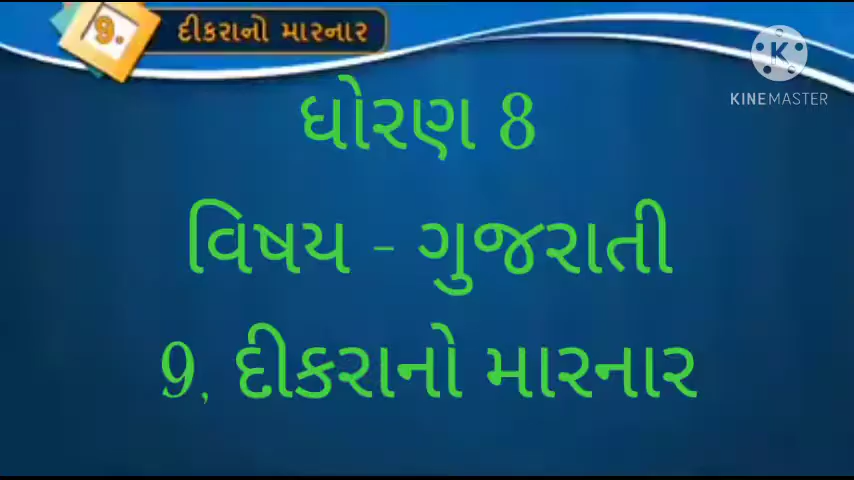 9. દીકરાનો મારનાર
KINEMASTER
ધોરણ 8
વિષય - ગુજરાતી
9, દીકરાનો મારનાર